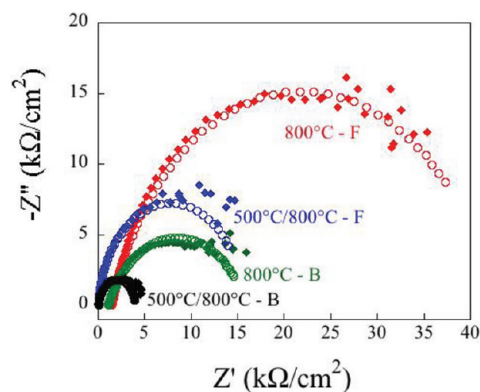 20
15
10
5
0
-Z" (kΩ/cm²)
800°C - F
500°C/800°C - F
800°C - B
500°C/800°C - B
0 5 10 15 20 25 30 35 40
Z' (kΩ/cm²)